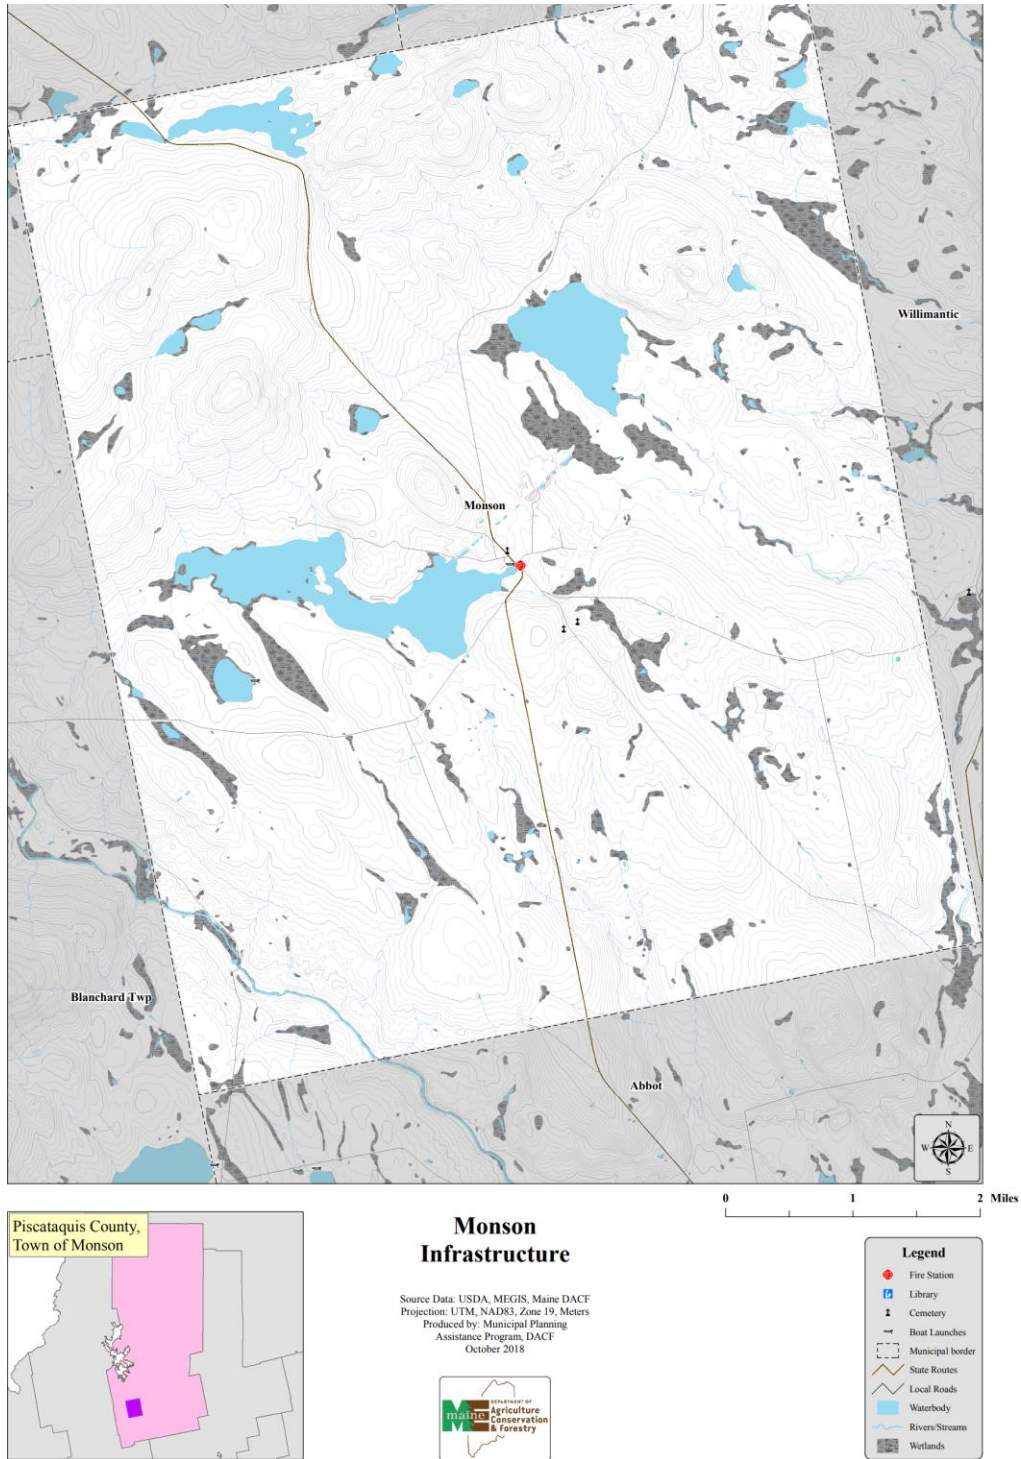 Willimantic
Monson
Blanchard Twp
Abbot
N
W E
S
0 1 2 Miles
Piscataquis County,
Town of Monson
Monson
Infrastructure
Source Data: USDA, MEGIS, Maine DACF
Projection: UTM, NAD83, Zone 19, Meters
Produced by: Municipal Planning
Assistance Program, DACF
October 2018
maine
DEPARTMENT OF
Agriculture
Conservation
& Forestry
Legend
Fire Station
Library
Cemetery
Boat Launches
Municipal border
State Routes
Local Roads
Waterbody
Rivers/Streams
Wetlands